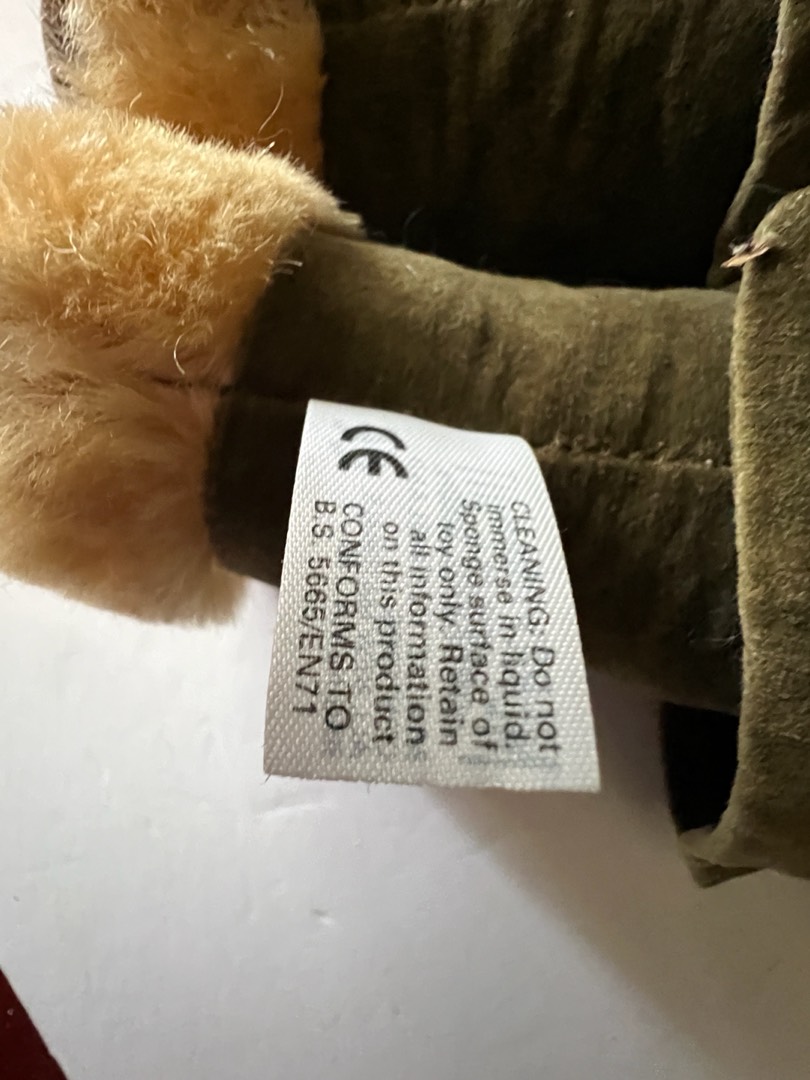 CLEANING: Do not
immerse in liquid.
Sponge surface of
toy only. Retain
all information
on this product
CONFORMS TO
B.S. 5665/EN71
CE